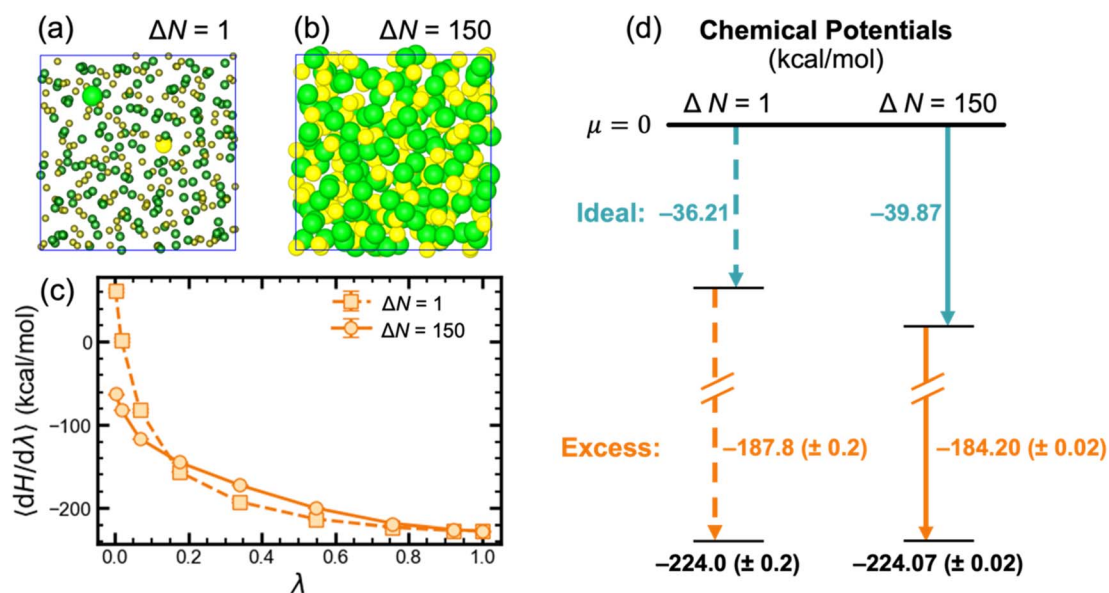 (a) ΔN = 1
(b) ΔN = 150
(c)
⟨dH/dλ⟩ (kcal/mol)
0
−100
−200
ΔN = 1
ΔN = 150
0.0 0.2 0.4 0.6 0.8 1.0
λ
(d) Chemical Potentials
(kcal/mol)
Δ N = 1 Δ N = 150
μ = 0
Ideal: –36.21 –39.87
Excess: –187.8 (± 0.2) –184.20 (± 0.02)
–224.0 (± 0.2) –224.07 (± 0.02)